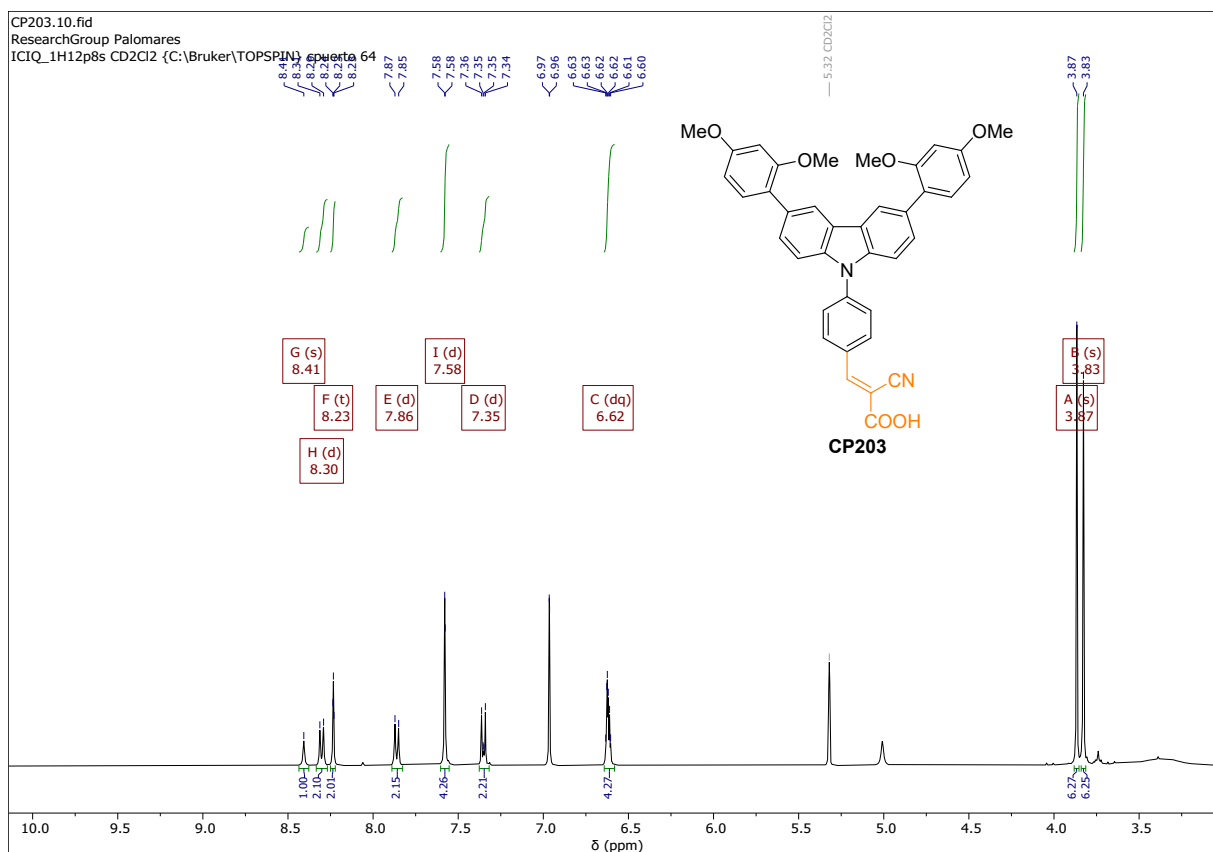 CP203.10.fid
ResearchGroup Palomares
ICIQ_1H12p8s CD2Cl2 {C:\Bruker\TOPSPIN} cpuerto 64
8.41
7.87
7.85
7.58
7.58
7.36
7.35
7.35
7.34
6.97
6.96
6.63
6.63
6.62
6.62
6.61
6.60
5.32 CD2Cl2
3.87
3.83
MeO
OMe
OMe
MeO
N
CN
COOH
CP203
G (s)
8.41
I (d)
7.58
B (s)
3.83
F (t)
8.23
E (d)
7.86
D (d)
7.35
C (dq)
6.62
A (s)
3.87
H (d)
8.30
1.00
2.10
2.01
2.15
4.26
2.21
4.27
6.27
6.25
10.0 9.5 9.0 8.5 8.0 7.5 7.0 6.5 6.0 5.5 5.0 4.5 4.0 3.5
δ (ppm)